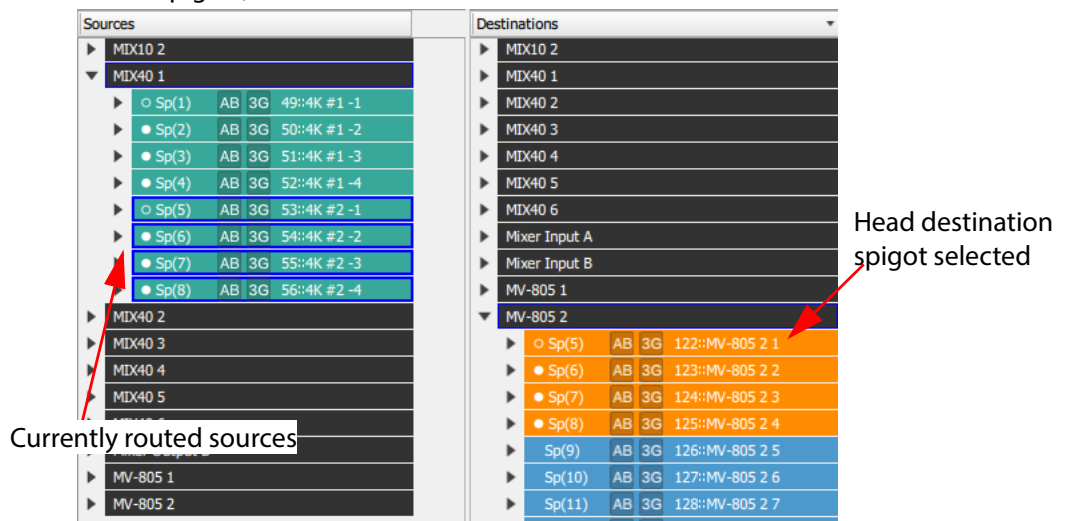 Sources
MIX10 2
MIX40 1
Sp(1) AB 3G 49::4K #1 -1
Sp(2) AB 3G 50::4K #1 -2
Sp(3) AB 3G 51::4K #1 -3
Sp(4) AB 3G 52::4K #1 -4
Sp(5) AB 3G 53::4K #2 -1
Sp(6) AB 3G 54::4K #2 -2
Sp(7) AB 3G 55::4K #2 -3
Sp(8) AB 3G 56::4K #2 -4
MIX40 2
MIX40 3
MIX40 4
MIX40 5
MV-805 1
MV-805 2
Currently routed sources
Destinations
MIX10 2
MIX40 1
MIX40 2
MIX40 3
MIX40 4
MIX40 5
MIX40 6
Mixer Input A
Mixer Input B
MV-805 1
MV-805 2
Sp(5) AB 3G 122::MV-805 2 1
Sp(6) AB 3G 123::MV-805 2 2
Sp(7) AB 3G 124::MV-805 2 3
Sp(8) AB 3G 125::MV-805 2 4
Sp(9) AB 3G 126::MV-805 2 5
Sp(10) AB 3G 127::MV-805 2 6
Sp(11) AB 3G 128::MV-805 2 7
Head destination
spigot selected